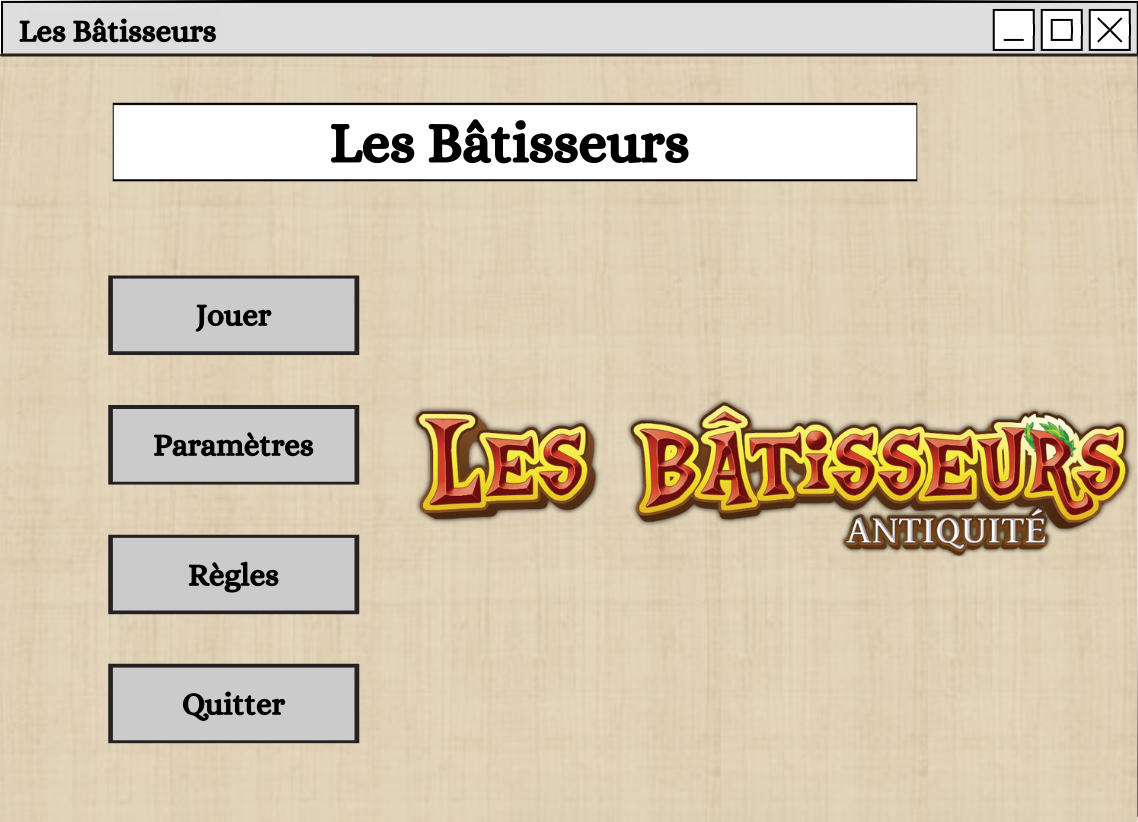 Les Bâtisseurs
Les Bâtisseurs
Jouer
Paramètres
LES BÂTiSSEURS
ANTIQUITÉ
Règles
Quitter